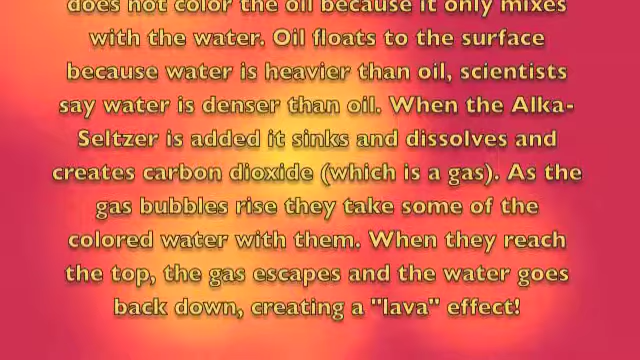 does not color the oil because it only mixes
with the water. Oil floats to the surface
because water is heavier than oil, scientists
say water is denser than oil. When the Alka-
Seltzer is added it sinks and dissolves and
creates carbon dioxide (which is a gas). As the
gas bubbles rise they take some of the
colored water with them. When they reach
the top, the gas escapes and the water goes
back down, creating a "lava" effect!